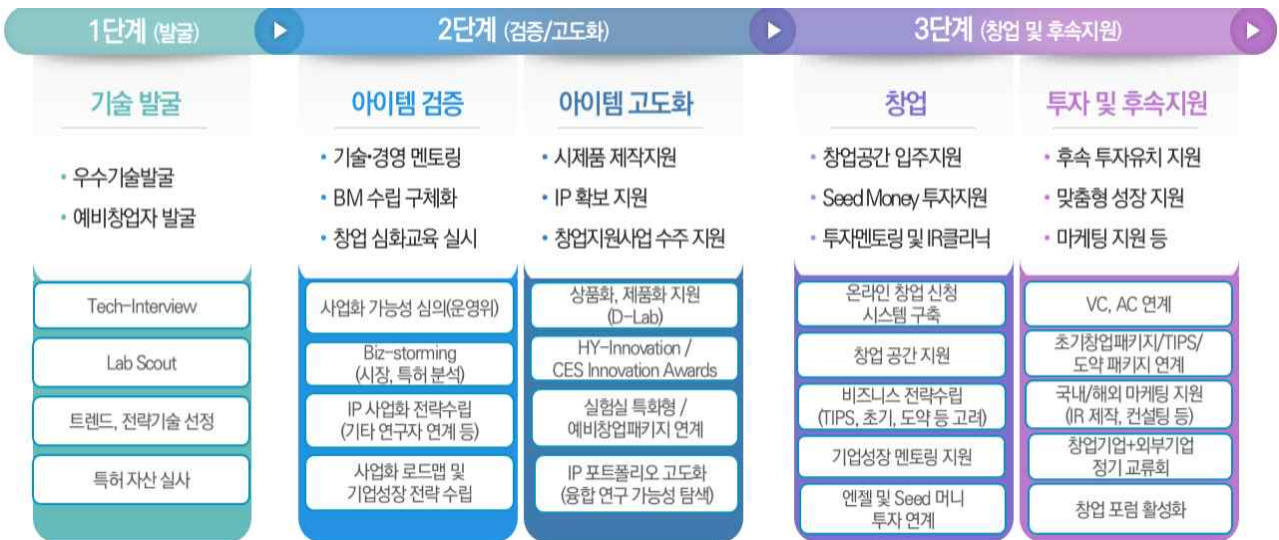 1단계 (발굴)
2단계 (검증/고도화)
3단계 (창업 및 후속지원)
기술 발굴
• 우수기술발굴
• 예비창업자 발굴
Tech-Interview
Lab Scout
트렌드, 전략기술 선정
특허 자산 실사
아이템 검증
• 기술•경영 멘토링
• BM 수립 구체화
• 창업 심화교육 실시
사업화 가능성 심의(운영위)
Biz-storming
(시장, 특허 분석)
IP 사업화 전략수립
(기타 연구자 연계 등)
사업화 로드맵 및
기업성장 전략 수립
아이템 고도화
• 시제품 제작지원
• IP 확보 지원
• 창업지원사업 수주 지원
상품화, 제품화 지원
(D-Lab)
HY-Innovation /
CES Innovation Awards
실험실 특화형 /
예비창업패키지 연계
IP 포트폴리오 고도화
(융합 연구 가능성 탐색)
창업
• 창업공간 입주지원
• Seed Money 투자지원
• 투자멘토링 및 IR클리닉
온라인 창업 신청
시스템 구축
창업 공간 지원
비즈니스 전략수립
(TIPS, 초기, 도약 등 고려)
기업성장 멘토링 지원
엔젤 및 Seed 머니
투자 연계
투자 및 후속지원
• 후속 투자유치 지원
• 맞춤형 성장 지원
• 마케팅 지원 등
VC, AC 연계
초기창업패키지/TIPS/
도약 패키지 연계
국내/해외 마케팅 지원
(IR 제작, 컨설팅 등)
창업기업+외부기업
정기 교류회
창업 포럼 활성화